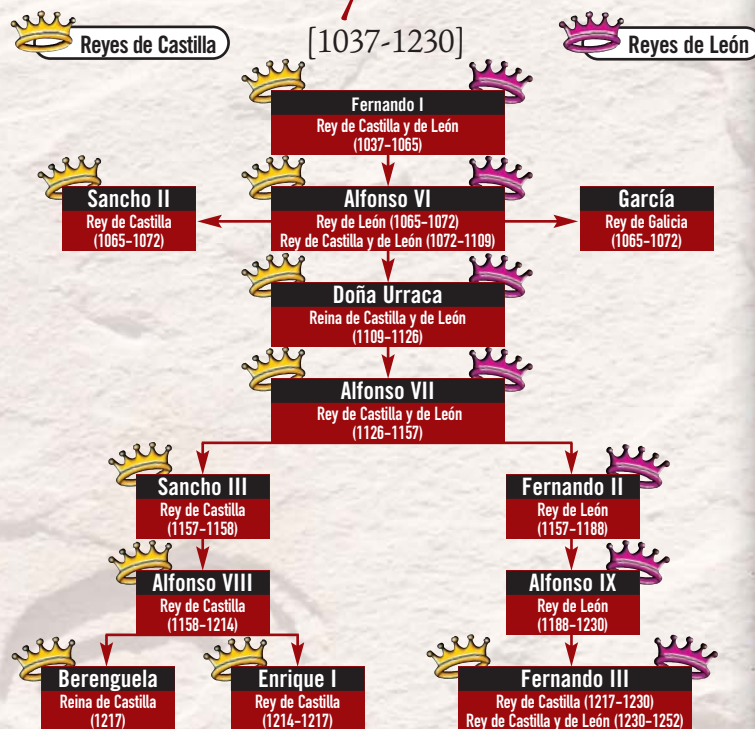 Reyes de Castilla
[1037-1230]
Reyes de León
Fernando I
Rey de Castilla y de León
(1037-1065)
Sancho II
Rey de Castilla
(1065-1072)
Alfonso VI
Rey de León (1065-1072)
Rey de Castilla y de León (1072-1109)
García
Rey de Galicia
(1065-1072)
Doña Urraca
Reina de Castilla y de León
(1109-1126)
Alfonso VII
Rey de Castilla y de León
(1126-1157)
Sancho III
Rey de Castilla
(1157-1158)
Fernando II
Rey de León
(1157-1188)
Alfonso VIII
Rey de Castilla
(1158-1214)
Alfonso IX
Rey de León
(1188-1230)
Berenguela
Reina de Castilla
(1217)
Enrique I
Rey de Castilla
(1214-1217)
Fernando III
Rey de Castilla (1217-1230)
Rey de Castilla y de León (1230-1252)